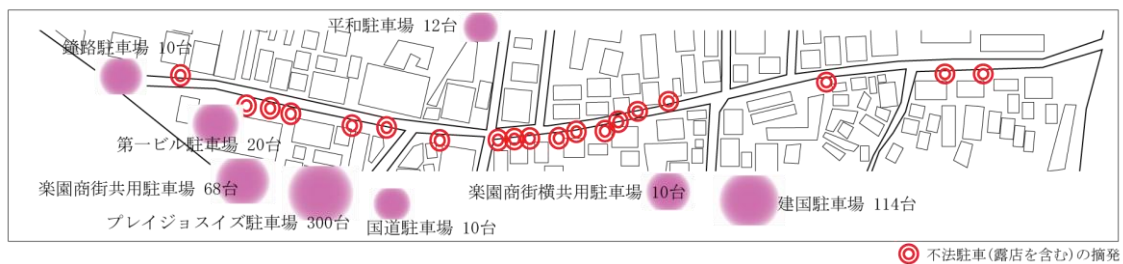 平和駐車場 12台
鐘路駐車場 10台
第一ビル駐車場 20台
楽園商街共用駐車場 68台
プレイジョスイズ駐車場 300台
国道駐車場 10台
楽園商街横共用駐車場 10台
建国駐車場 114台
不法駐車(露店を含む)の摘発